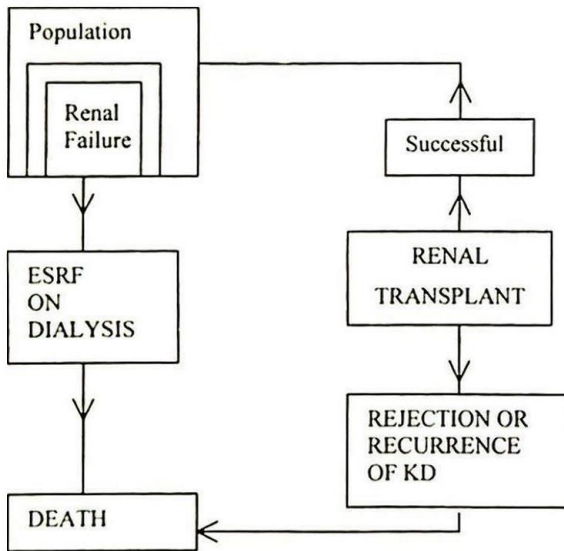 Population
Renal
Failure
Successful
ESRF
ON
DIALYSIS
RENAL
TRANSPLANT
REJECTION OR
RECURRENCE
OF KD
DEATH